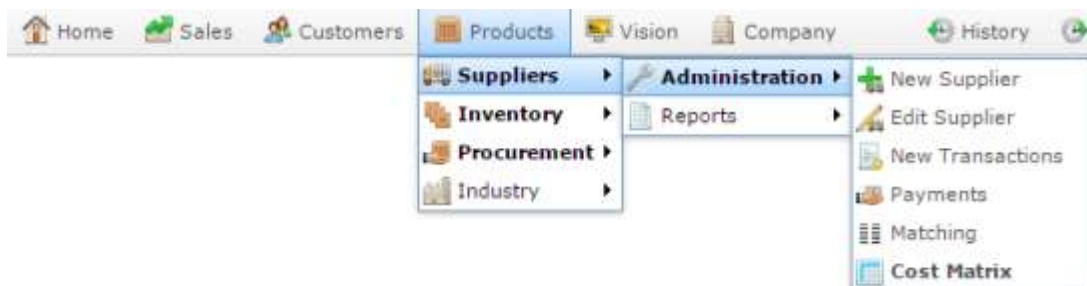 Home Sales Customers Products Vision Company History
Suppliers Administration New Supplier
Inventory Reports Edit Supplier
Procurement New Transactions
Industry Payments
Matching
Cost Matrix